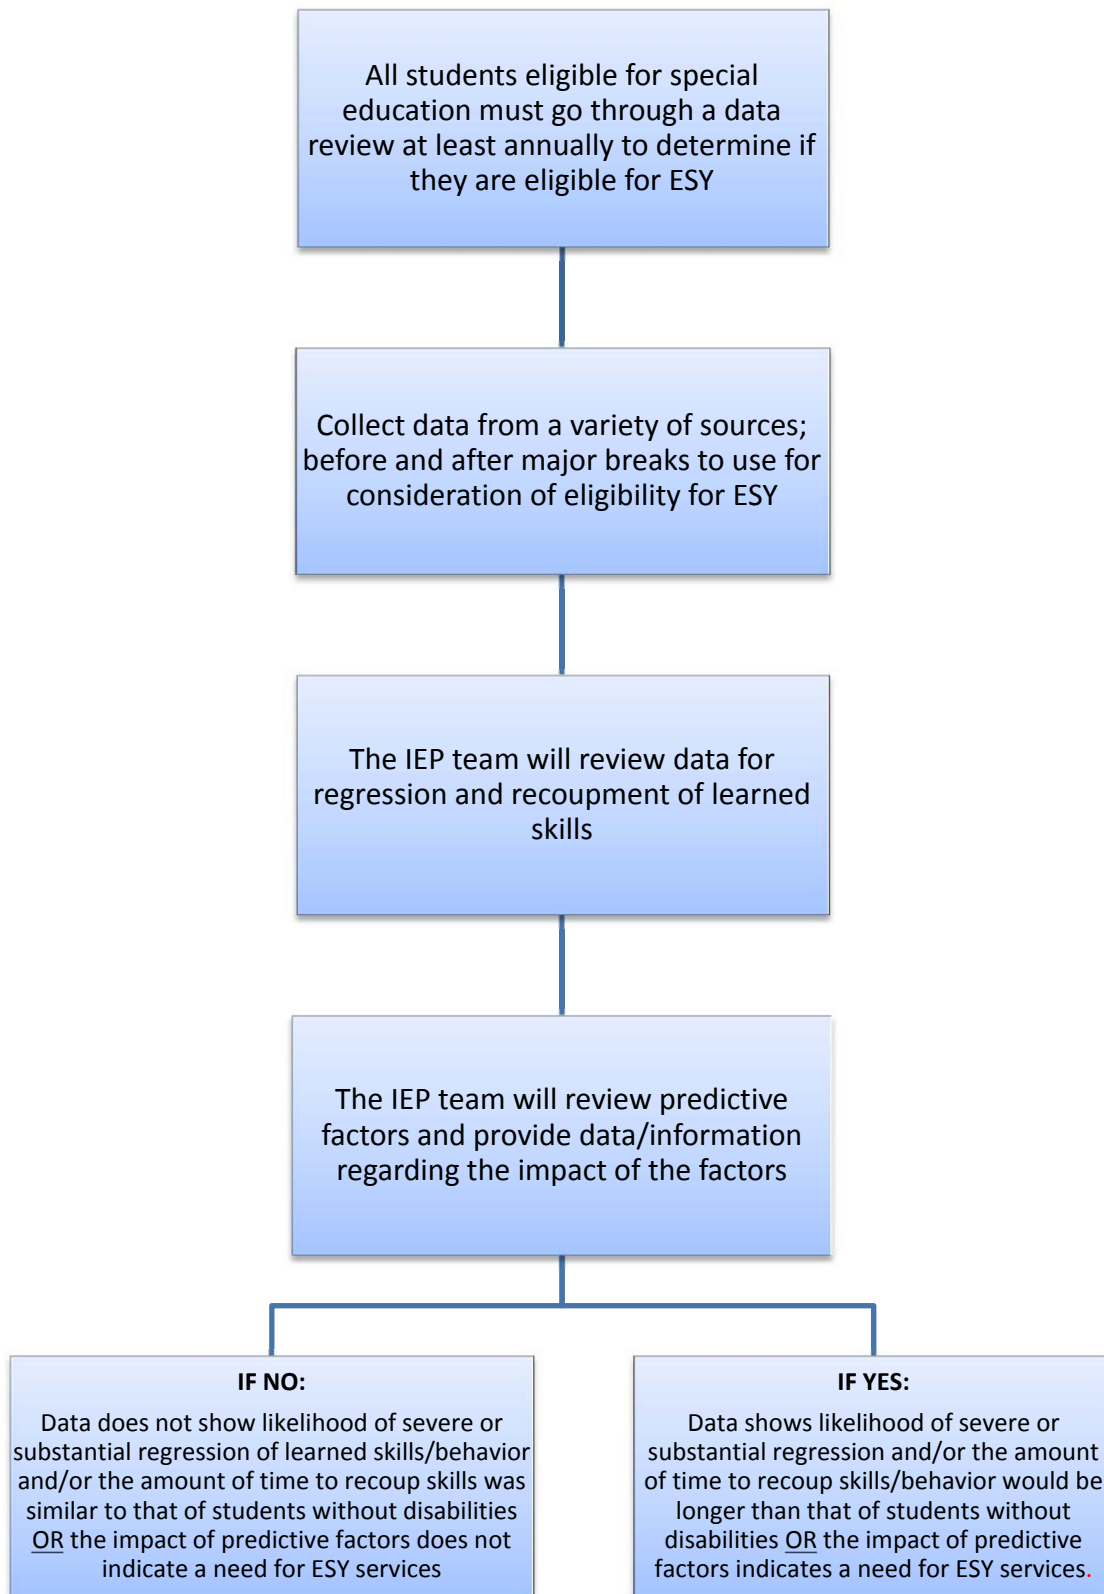 All students eligible for special
education must go through a data
review at least annually to determine if
they are eligible for ESY
Collect data from a variety of sources;
before and after major breaks to use for
consideration of eligibility for ESY
The IEP team will review data for
regression and recoupment of learned
skills
The IEP team will review predictive
factors and provide data/information
regarding the impact of the factors
IF NO:
Data does not show likelihood of severe or
substantial regression of learned skills/behavior
and/or the amount of time to recoup skills was
similar to that of students without disabilities
OR the impact of predictive factors does not
indicate a need for ESY services
IF YES:
Data shows likelihood of severe or
substantial regression and/or the amount
of time to recoup skills/behavior would be
longer than that of students without
disabilities OR the impact of predictive
factors indicates a need for ESY services.